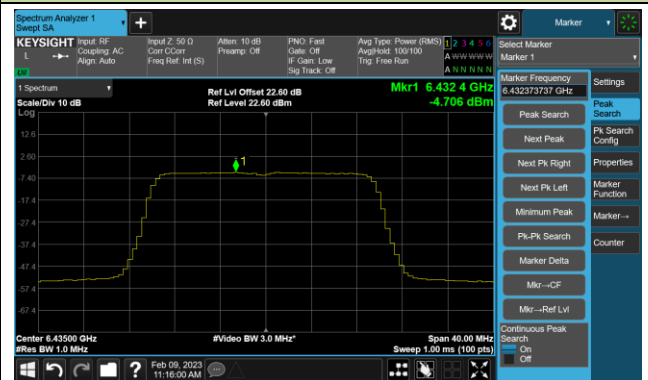 Spectrum Analyzer 1
Swept SA
Marker
KEYSIGHT
L
LXI
Input: RF
Coupling: AC
Align: Auto
Input Z: 50 Ω
Corr CCorr
Freq Ref: Int (S)
Atten: 10 dB
Preamp: Off
PNO: Fast
Gate: Off
IF Gain: Low
Sig Track: Off
Avg Type: Power (RMS)
Avg|Hold: 100/100
Trig: Free Run
1 2 3 4 5 6
A W W W W W
A N N N N N
Select Marker
Marker 1
1 Spectrum
Scale/Div 10 dB
Log
Ref Lvl Offset 22.60 dB
Ref Level 22.60 dBm
Mkr1 6.432 4 GHz
-4.706 dBm
1
12.6
2.60
-7.40
-17.4
-27.4
-37.4
-47.4
-57.4
-67.4
Center 6.43500 GHz
#Res BW 1.0 MHz
#Video BW 3.0 MHz*
Span 40.00 MHz
Sweep 1.00 ms (100 pts)
Marker Frequency
6.432373737 GHz
Peak Search
Next Peak
Next Pk Right
Next Pk Left
Minimum Peak
Pk-Pk Search
Marker Delta
Mkr→CF
Mkr→Ref Lvl
Continuous Peak
Search
On
Off
Settings
Peak
Search
Pk Search
Config
Properties
Marker
Function
Marker→
Counter
?
Feb 09, 2023
11:16:00 AM